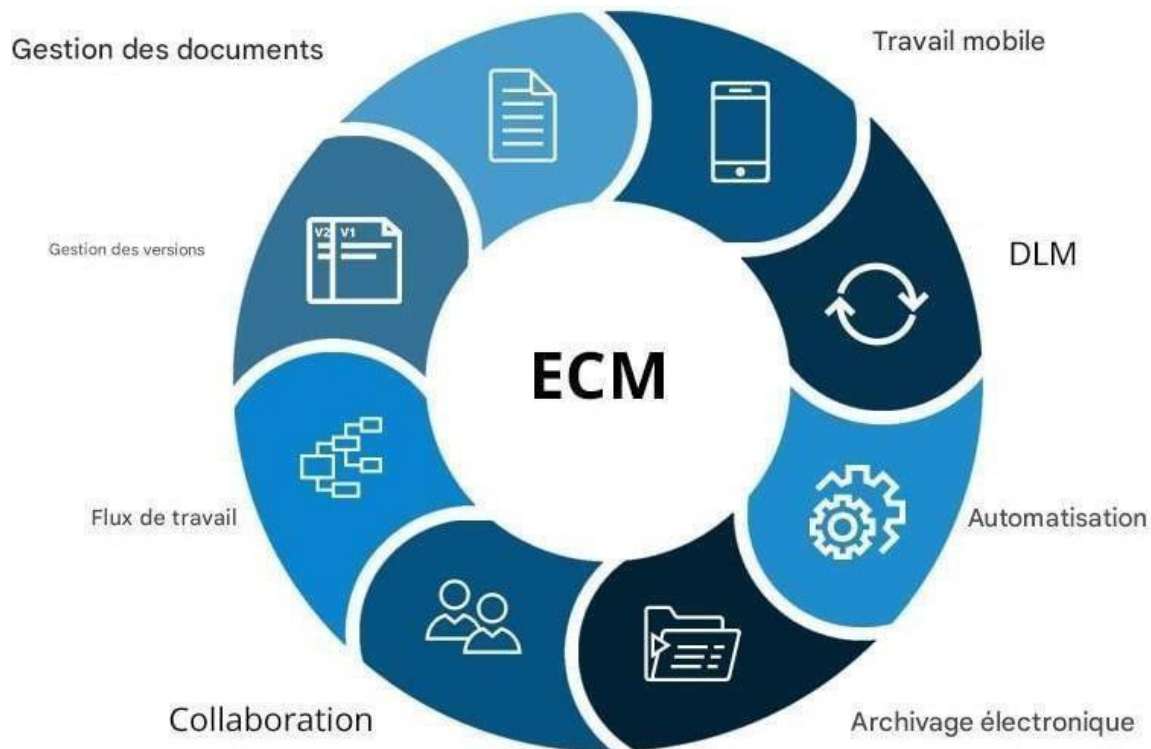 Gestion des documents
Travail mobile
V2 V1
Gestion des versions
DLM
ECM
Flux de travail
Automatisation
Collaboration
Archivage électronique